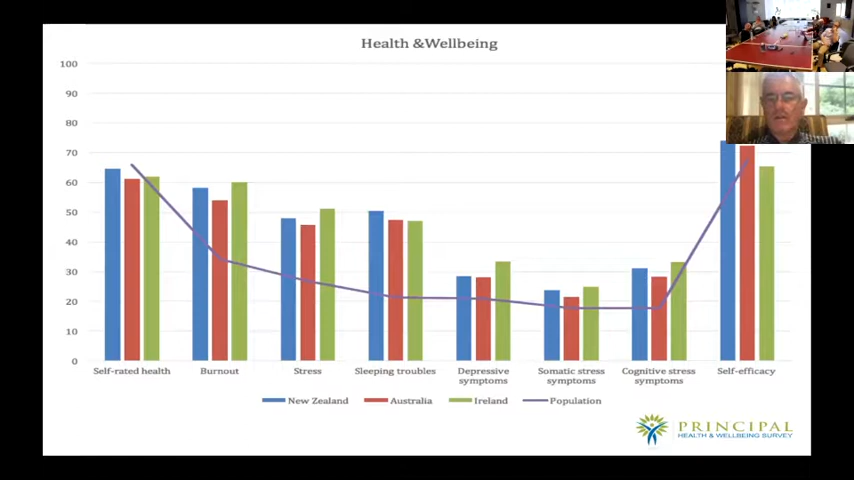 Health &Wellbeing
100
90
80
70
60
50
40
30
20
10
0
Self-rated health
Burnout
Stress
Sleeping troubles
Depressive symptoms
Somatic stress symptoms
Cognitive stress symptoms
Self-efficacy
New Zealand Australia Ireland Population
PRINCIPAL
HEALTH & WELLBEING SURVEY